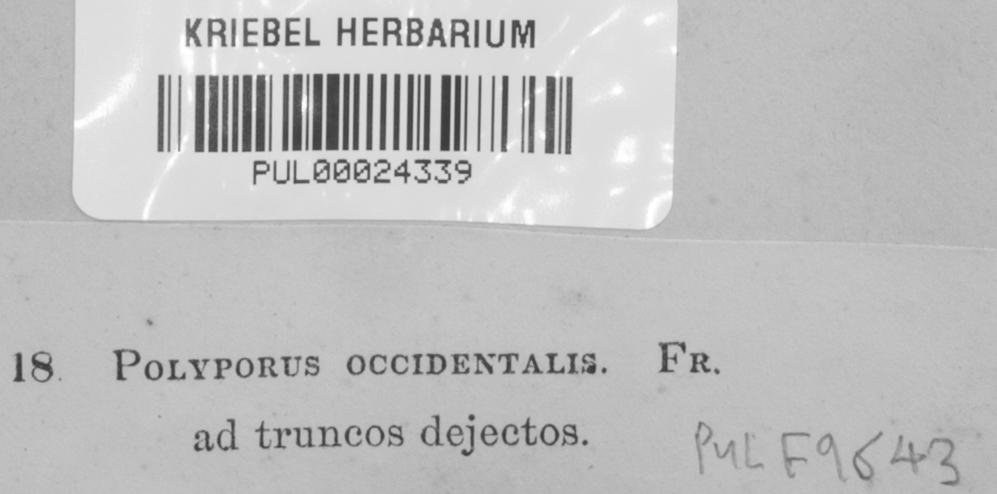 KRIEBEL HERBARIUM
PUL00024339
18. POLYPORUS OCCIDENTALIS. FR.
ad truncos dejectos.
PUL F9643